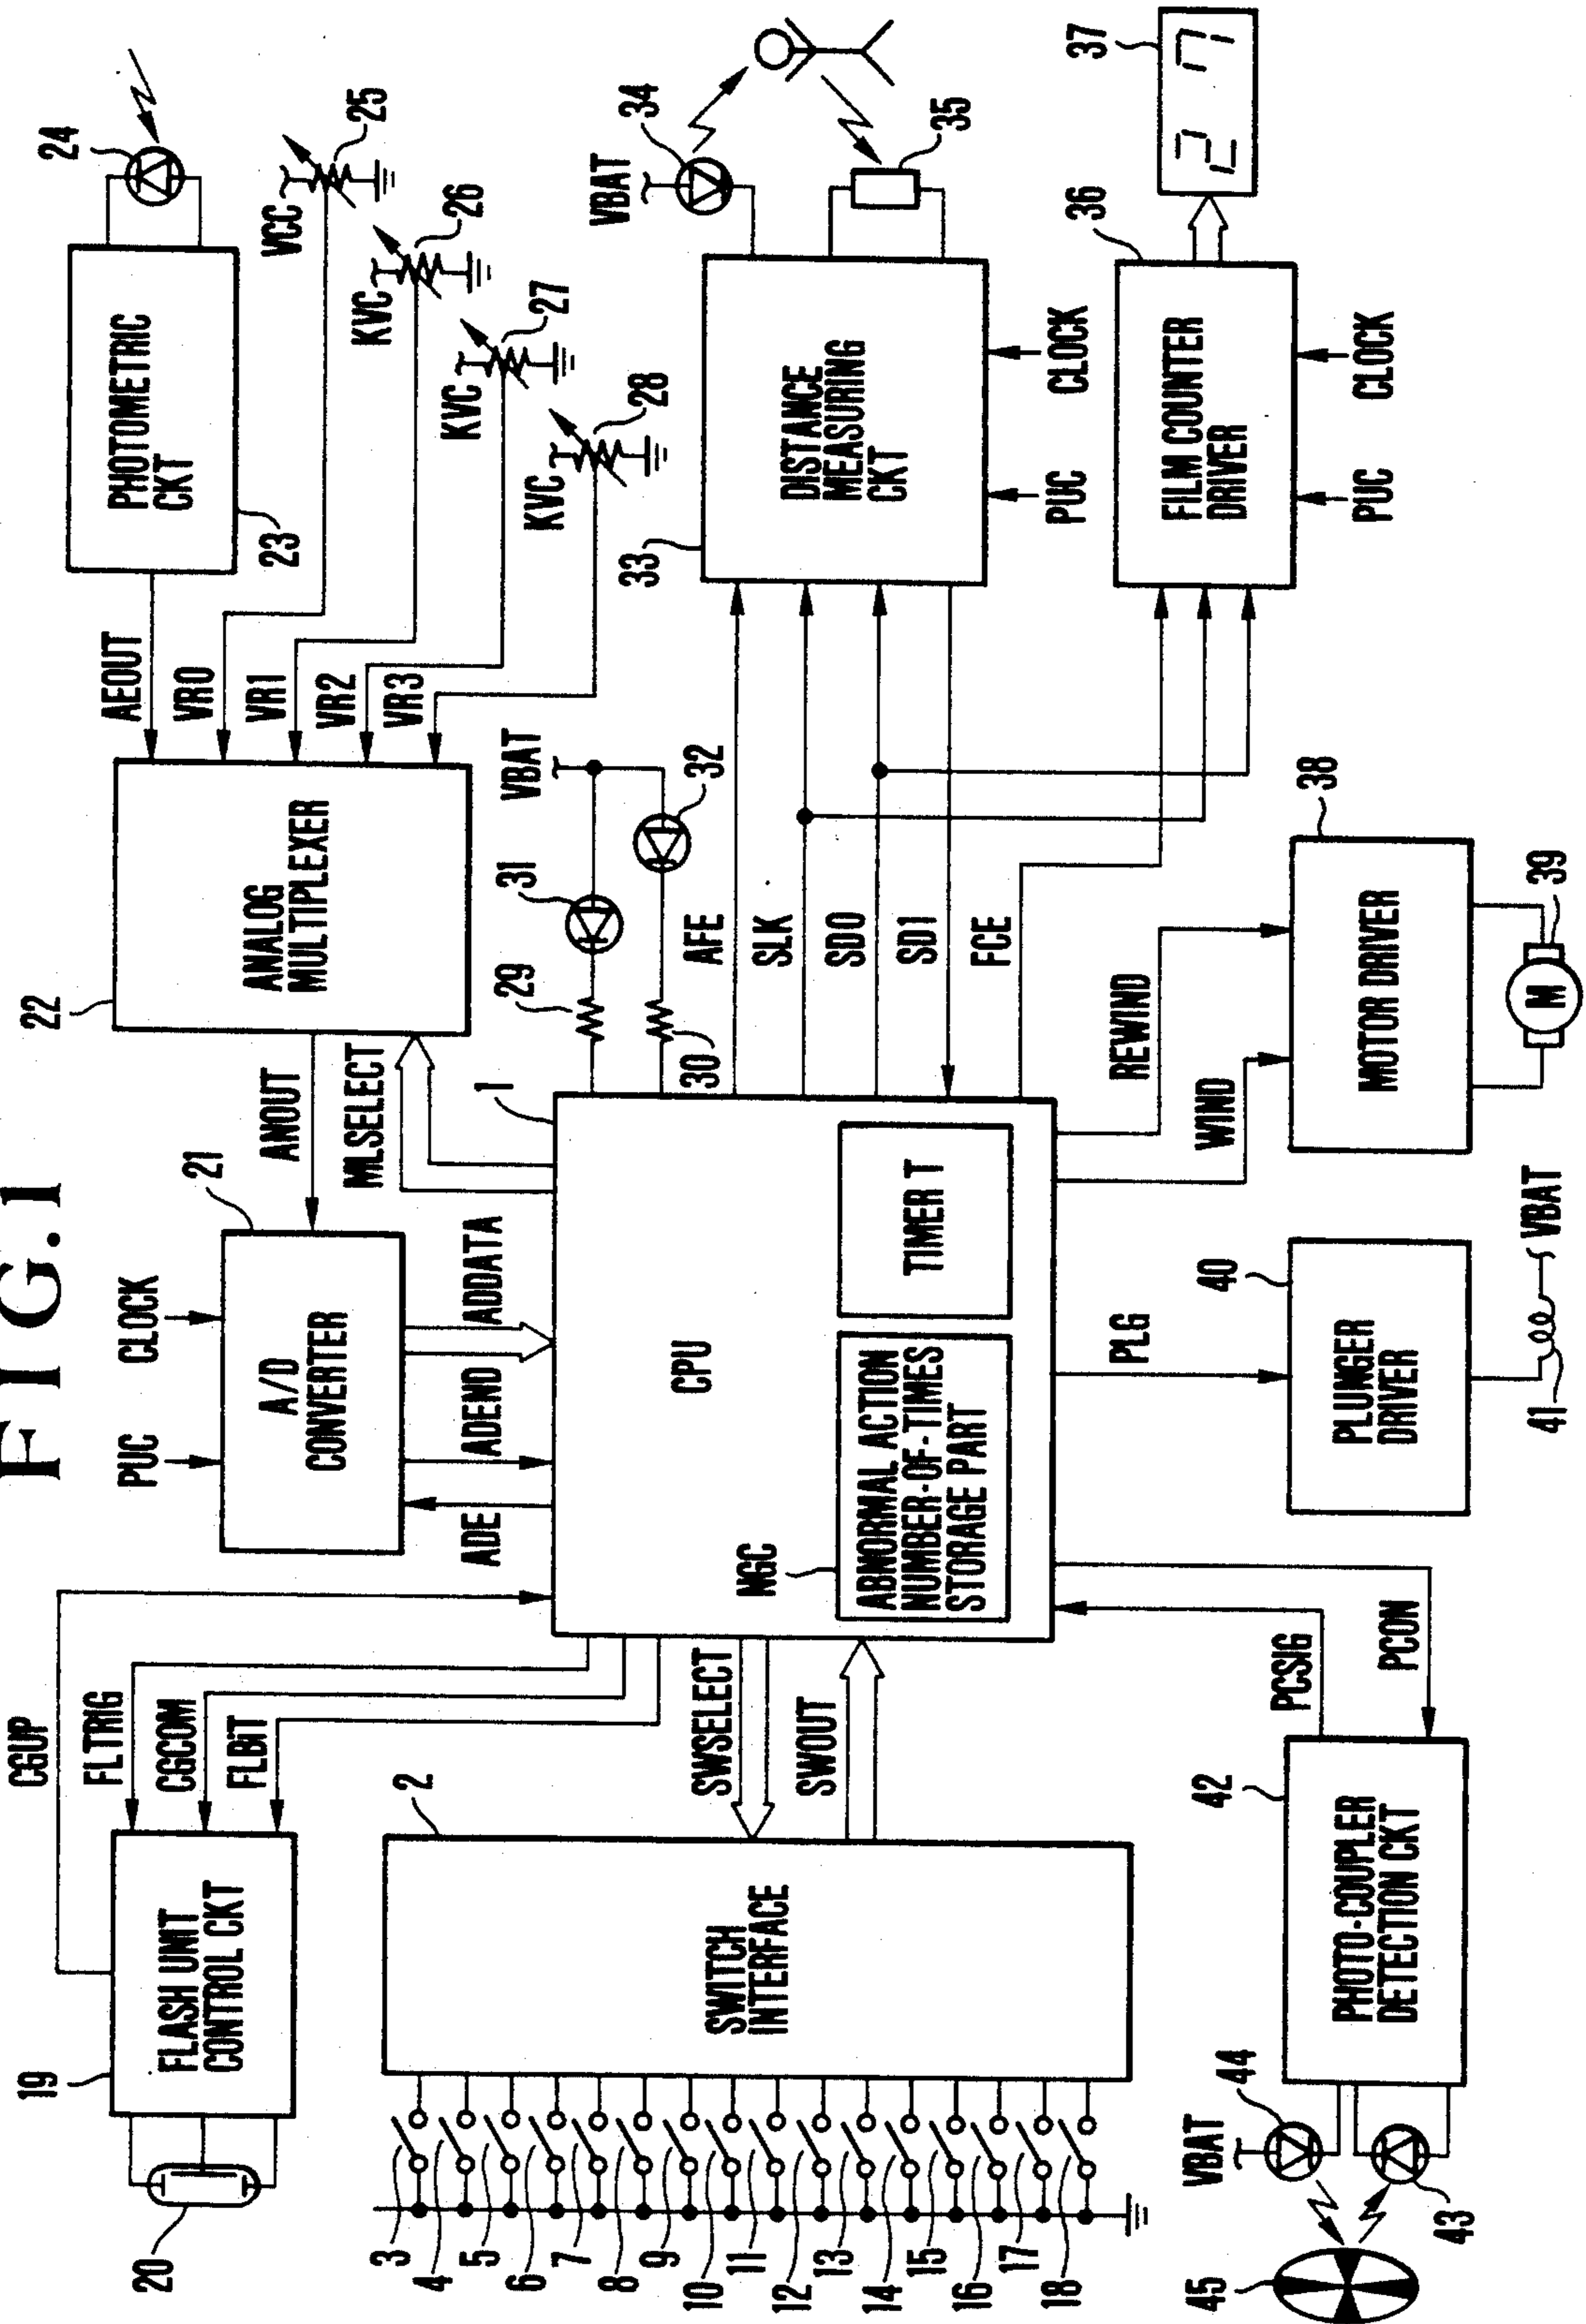 FIG.1
CGUP
FLTRIG
CGCOM
FLBiT
19
FLASH UNIT
CONTROL CKT
20
PUC
CLOCK
21
A/D
CONVERTER
ANOUT
MLSELECT
ADE
ADEND
ADDATA
22
ANALOG
MULTIPLEXER
AEOUT
VR0
VR1
VR2
VR3
PHOTOMETRIC
CKT
23
24
VCC
25
KVC
26
KVC
27
KVC
28
2
SWITCH
INTERFACE
SWSELECT
SWOUT
3
4
5
6
7
8
9
10
11
12
13
14
15
16
17
18
1
CPU
NGC
ABNORMAL ACTION
NUMBER-OF-TIMES
STORAGE PART
TIMER T
29
30
31
32
VBAT
AFE
SLK
SDO
SDI
FCE
33
DISTANCE
MEASURING
CKT
PUC
CLOCK
VBAT
34
35
36
FILM COUNTER
DRIVER
PUC
CLOCK
37
27
REWIND
WIND
38
MOTOR DRIVER
M
39
PLG
40
PLUNGER
DRIVER
41
VBAT
PCSIG
PCON
42
PHOTO-COUPLER
DETECTION CKT
VBAT
44
43
45